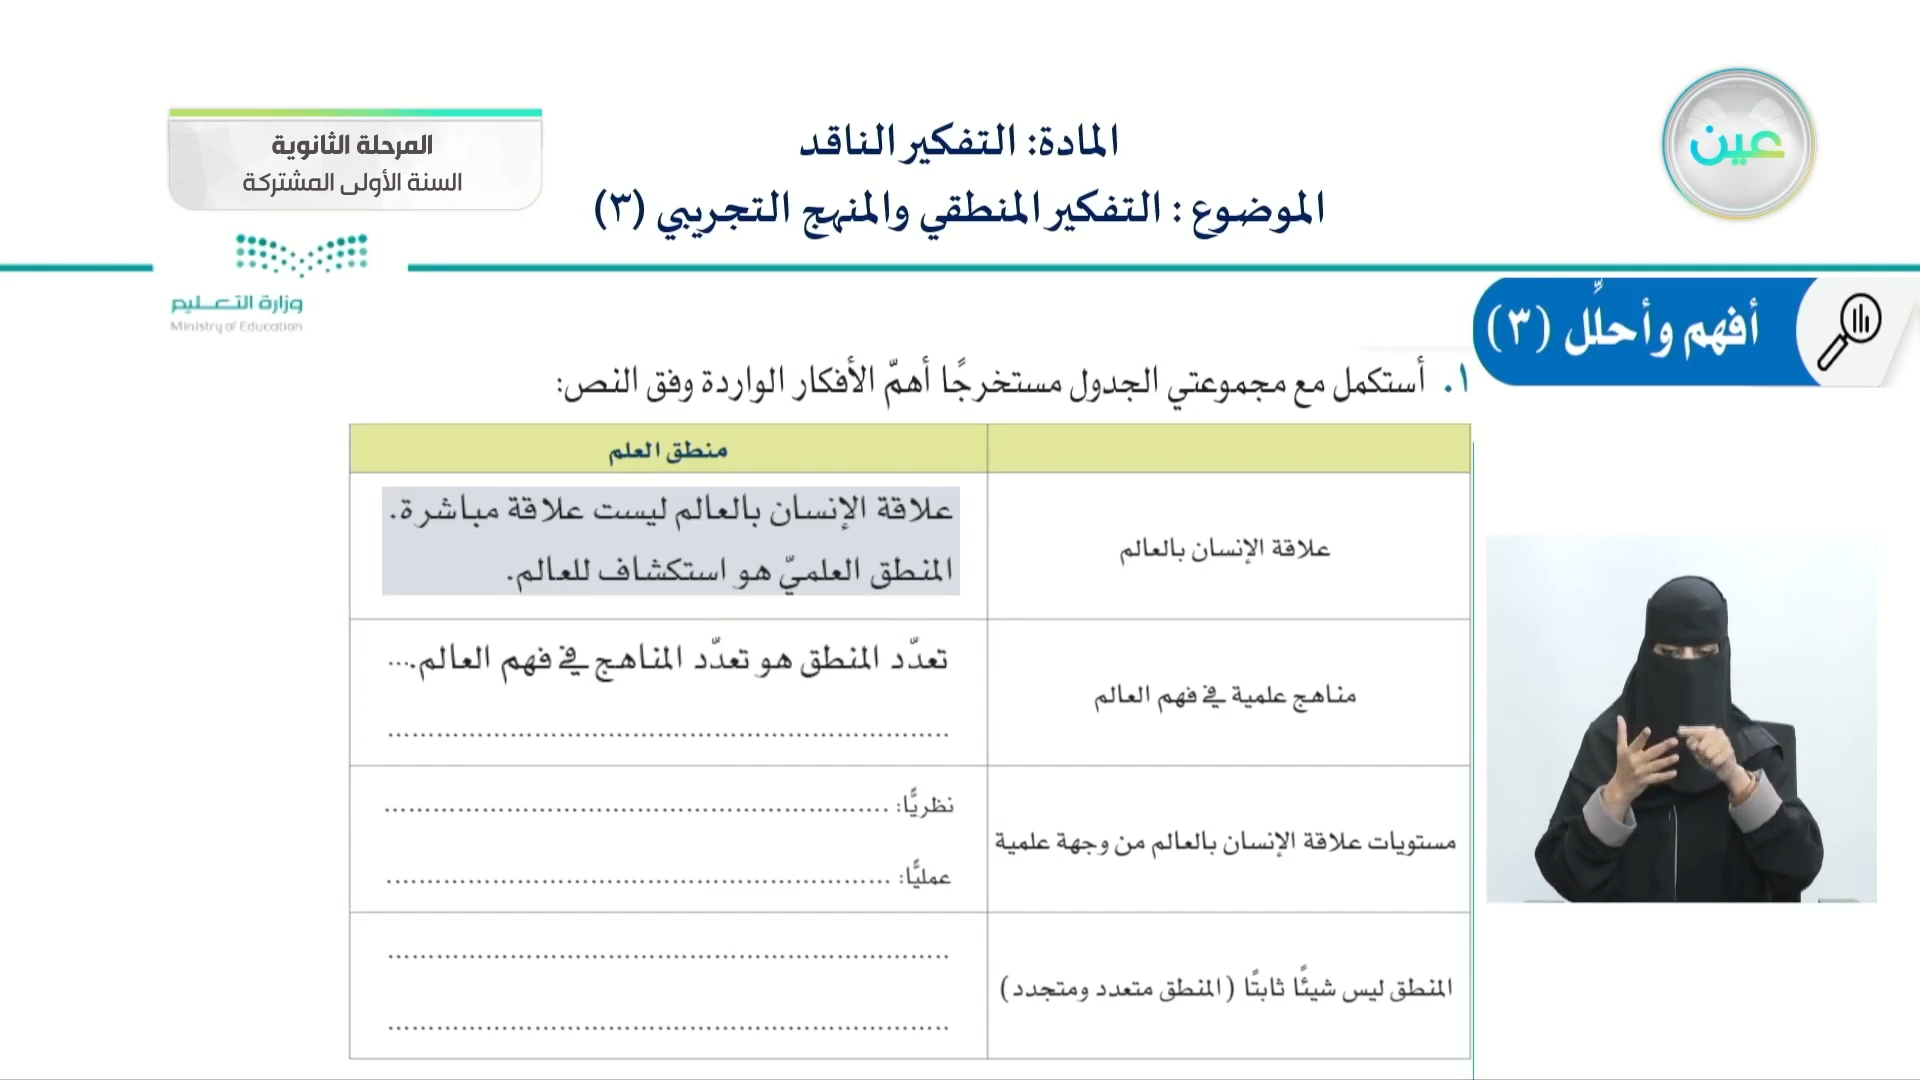 المرحلة الثانوية
السنة الأولى المشتركة
المادة: التفكير الناقد
الموضوع : التفكير المنطقي والمنهج التجريبي (٣)
عين
وزارة التعليم
Ministry of Education
أفهم وأحلِّل (٣)
١. أستكمل مع مجموعتي الجدول مستخرجًا أهمّ الأفكار الواردة وفق النص:
منطق العلم
علاقة الإنسان بالعالم
علاقة الإنسان بالعالم ليست علاقة مباشرة.
المنطق العلميّ هو استكشاف للعالم.
مناهج علمية في فهم العالم
تعدّد المنطق هو تعدّد المناهج في فهم العالم....
مستويات علاقة الإنسان بالعالم من وجهة علمية
نظريًّا: ................................................................
عمليًّا: ................................................................
المنطق ليس شيئًا ثابتًا (المنطق متعدد ومتجدد)